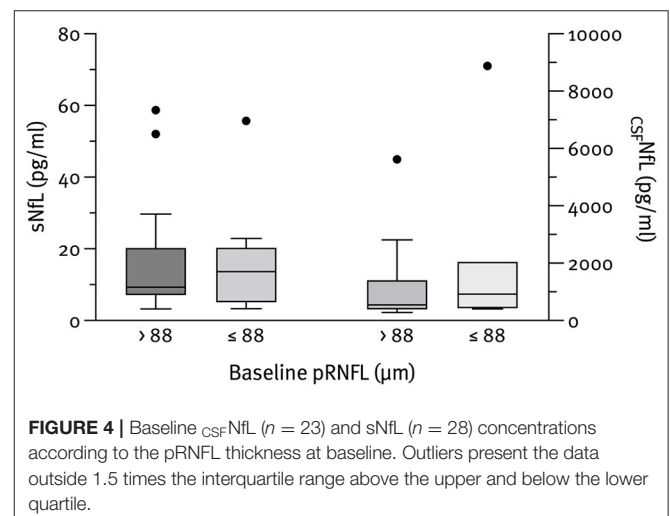 80
60
40
20
0
sNfL (pg/ml)
10000
8000
6000
4000
2000
0
CSFNfL (pg/ml)
> 88
≤ 88
> 88
≤ 88
Baseline pRNFL (μm)
FIGURE 4 | Baseline CSFNfL (n = 23) and sNfL (n = 28) concentrations
according to the pRNFL thickness at baseline. Outliers present the data
outside 1.5 times the interquartile range above the upper and below the lower
quartile.